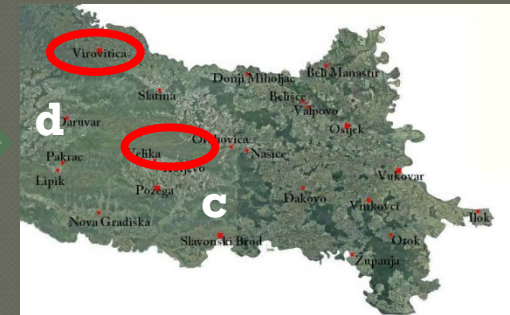 Virovitica
Slatina
Donji Miholjac
Beli Manastir
Belišće
Valpovo
Osijek
d
Daruvar
Orahovica
Našice
Velika
Pakrac
Lipik
Požega
Vukovar
c
Đakovo
Vinkovci
Ilok
Nova Gradiška
Slavonski Brod
Otok
Županja